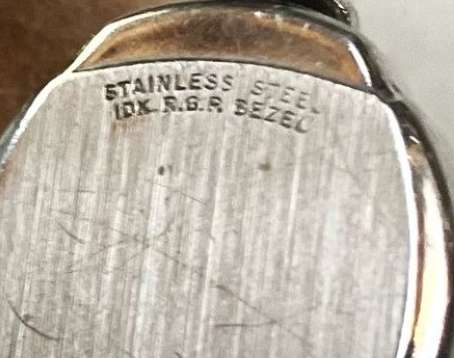 STAINLESS STEEL
10K R.G.P. BEZEL